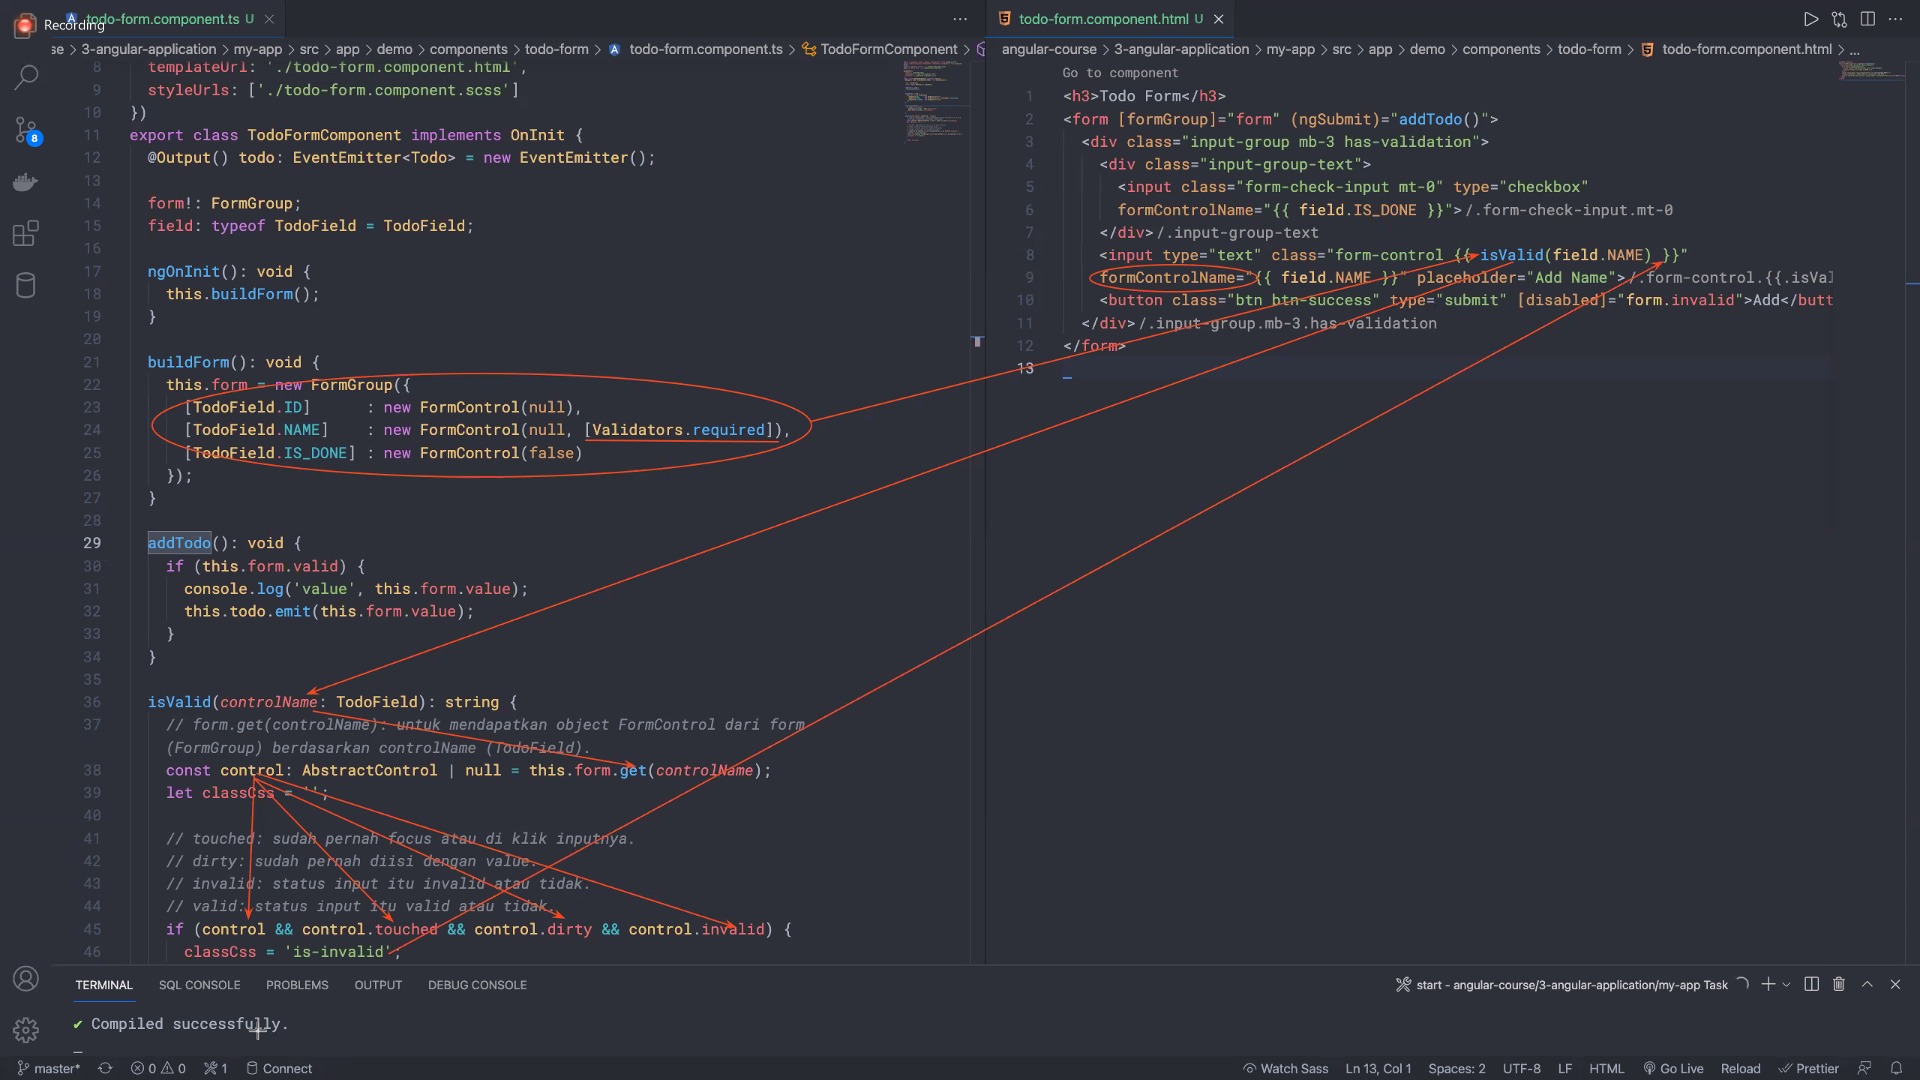 Recording
todo-form.component.ts U
todo-form.component.html U
se > 3-angular-application > my-app > src > app > demo > components > todo-form > todo-form.component.ts > TodoFormComponent >
angular-course > 3-angular-application > my-app > src > app > demo > components > todo-form > todo-form.component.html > ...
8 templateUrl: './todo-form.component.html',
9 styleUrls: ['./todo-form.component.scss']
10 })
11 export class TodoFormComponent implements OnInit {
12 @Output() todo: EventEmitter<Todo> = new EventEmitter();
13
14 form!: FormGroup;
15 field: typeof TodoField = TodoField;
16
17 ngOnInit(): void {
18 this.buildForm();
19 }
20
21 buildForm(): void {
22 this.form = new FormGroup({
23 [TodoField.ID] : new FormControl(null),
24 [TodoField.NAME] : new FormControl(null, [Validators.required]),
25 [TodoField.IS_DONE] : new FormControl(false)
26 });
27 }
28
29 addTodo(): void {
30 if (this.form.valid) {
31 console.log('value', this.form.value);
32 this.todo.emit(this.form.value);
33 }
34 }
35
36 isValid(controlName: TodoField): string {
37 // form.get(controlName): untuk mendapatkan object FormControl dari form
(FormGroup) berdasarkan controlName (TodoField).
38 const control: AbstractControl | null = this.form.get(controlName);
39 let classCss = '';
40
41 // touched: sudah pernah focus atau di klik inputnya.
42 // dirty: sudah pernah diisi dengan value.
43 // invalid: status input itu invalid atau tidak.
44 // valid: status input itu valid atau tidak.
45 if (control && control.touched && control.dirty && control.invalid) {
46 classCss = 'is-invalid';
Go to component
1 <h3>Todo Form</h3>
2 <form [formGroup]="form" (ngSubmit)="addTodo()">
3 <div class="input-group mb-3 has-validation">
4 <div class="input-group-text">
5 <input class="form-check-input mt-0" type="checkbox"
6 formControlName="{{ field.IS_DONE }}">/.form-check-input.mt-0
7 </div>/.input-group-text
8 <input type="text" class="form-control {{ isValid(field.NAME) }}"
9 formControlName="{{ field.NAME }}" placeholder="Add Name">/.form-control.{{.isVal
10 <button class="btn btn-success" type="submit" [disabled]="form.invalid">Add</butt
11 </div>/.input-group.mb-3.has-validation
12 </form>
13
8
TERMINAL SQL CONSOLE PROBLEMS OUTPUT DEBUG CONSOLE
start - angular-course/3-angular-application/my-app Task
✔ Compiled successfully.
master* 0 0 1 Connect
Watch Sass Ln 13, Col 1 Spaces: 2 UTF-8 LF HTML Go Live Reload Prettier